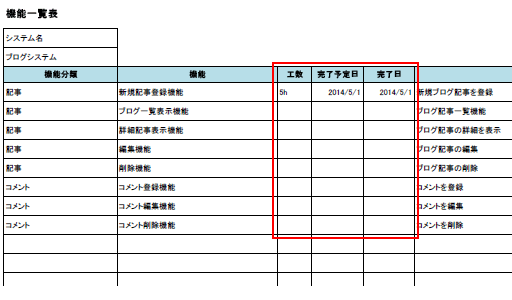 機能一覧表
システム名
ブログシステム
機能分類 機能 工数 完了予定日 完了日
記事 新規記事登録機能 5h 2014/5/1 2014/5/1 新規ブログ記事を登録
記事 ブログ一覧表示機能 ブログ記事一覧機能
記事 詳細記事表示機能 ブログ記事の詳細を表示
記事 編集機能 ブログ記事の編集
記事 削除機能 ブログ記事の削除
コメント コメント登録機能 コメントを登録
コメント コメント編集機能 コメントを編集
コメント コメント削除機能 コメントを削除